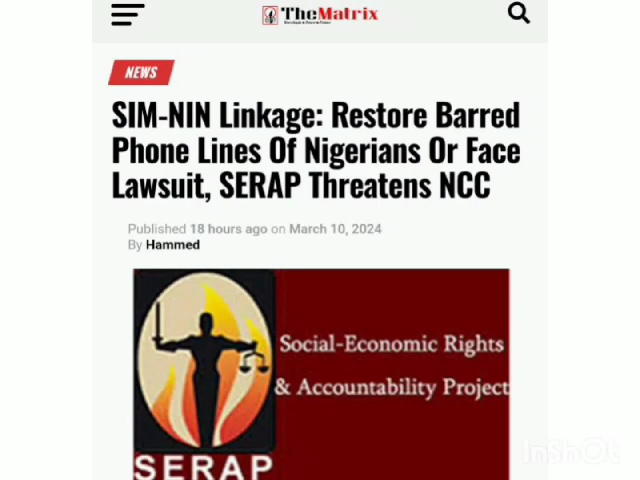 TheMatrix
NEWS
SIM-NIN Linkage: Restore Barred
Phone Lines Of Nigerians Or Face
Lawsuit, SERAP Threatens NCC
Published 18 hours ago on March 10, 2024
By Hammed
Social-Economic Rights
& Accountability Project
SERAP
InShOt